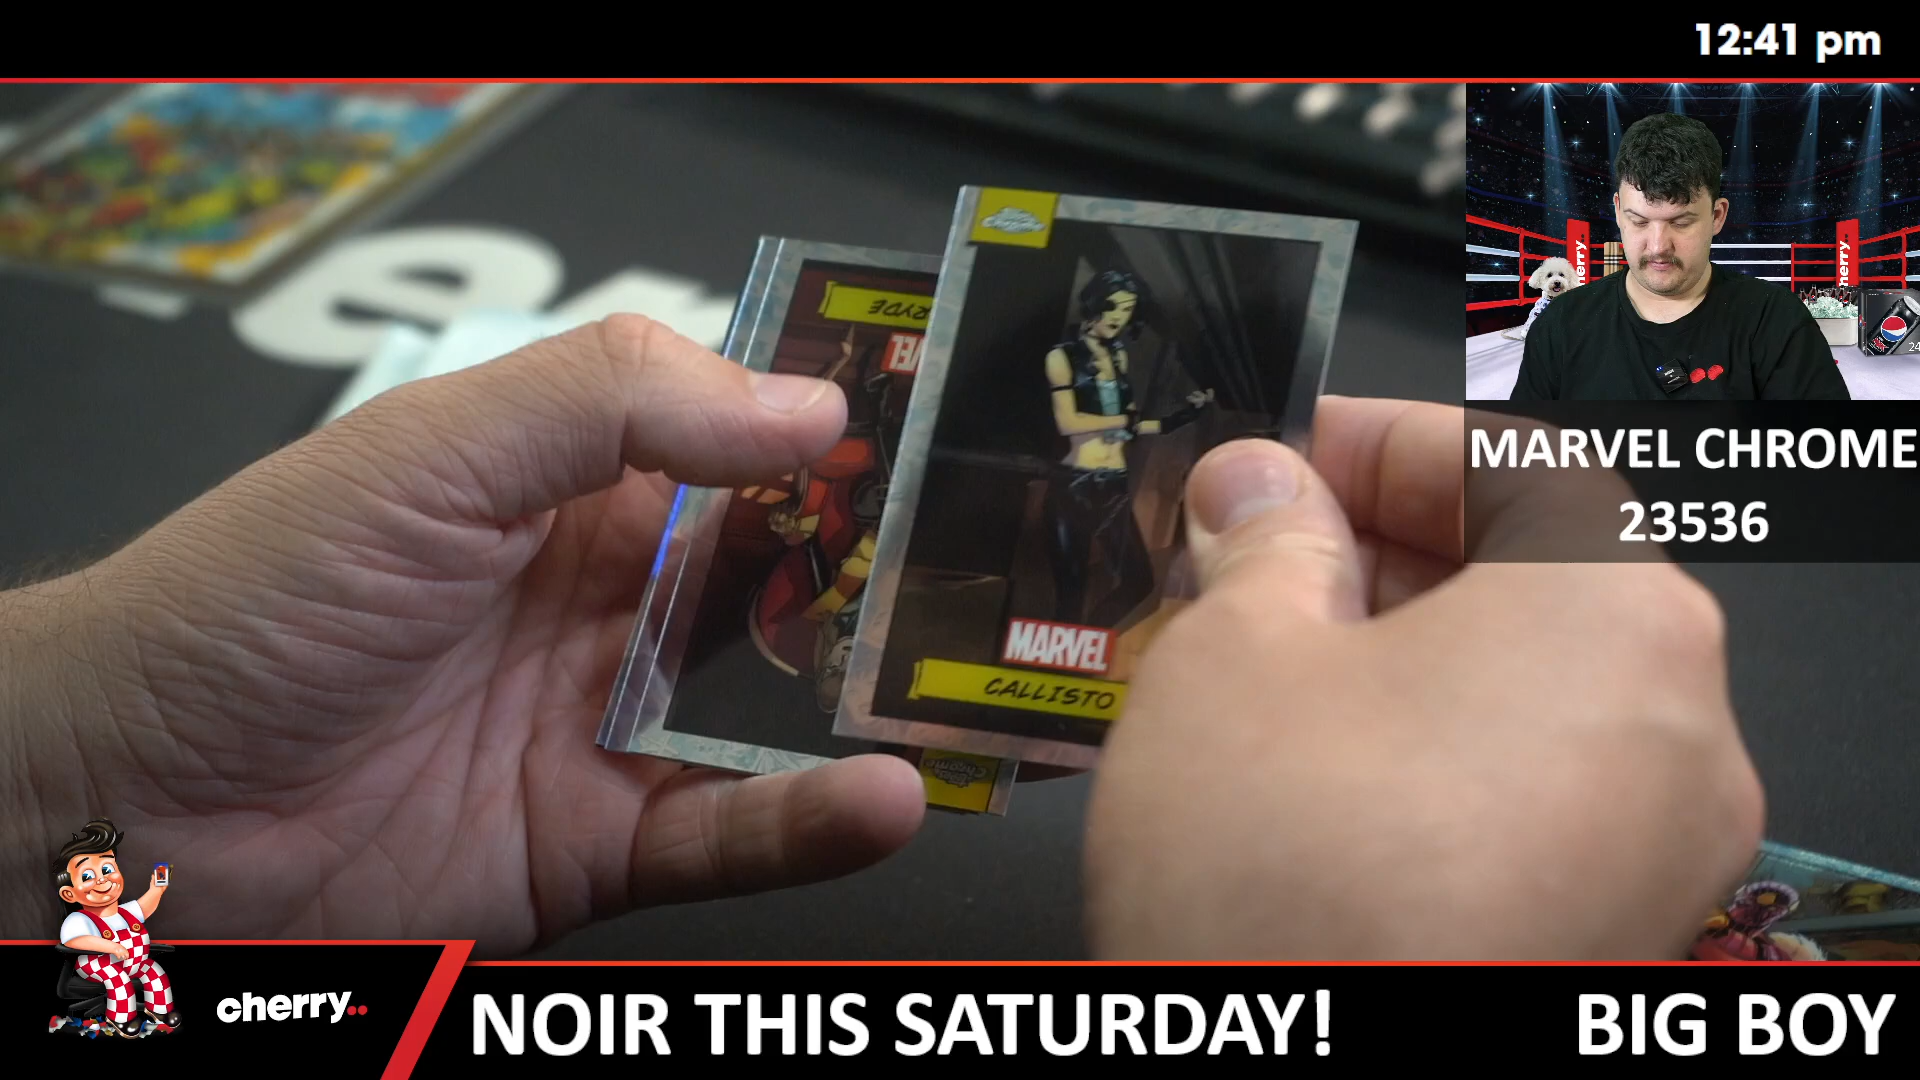 12:41 pm
MARVEL CHROME
23536
MARVEL
CALLISTO
cherry..
NOIR THIS SATURDAY!
BIG BOY